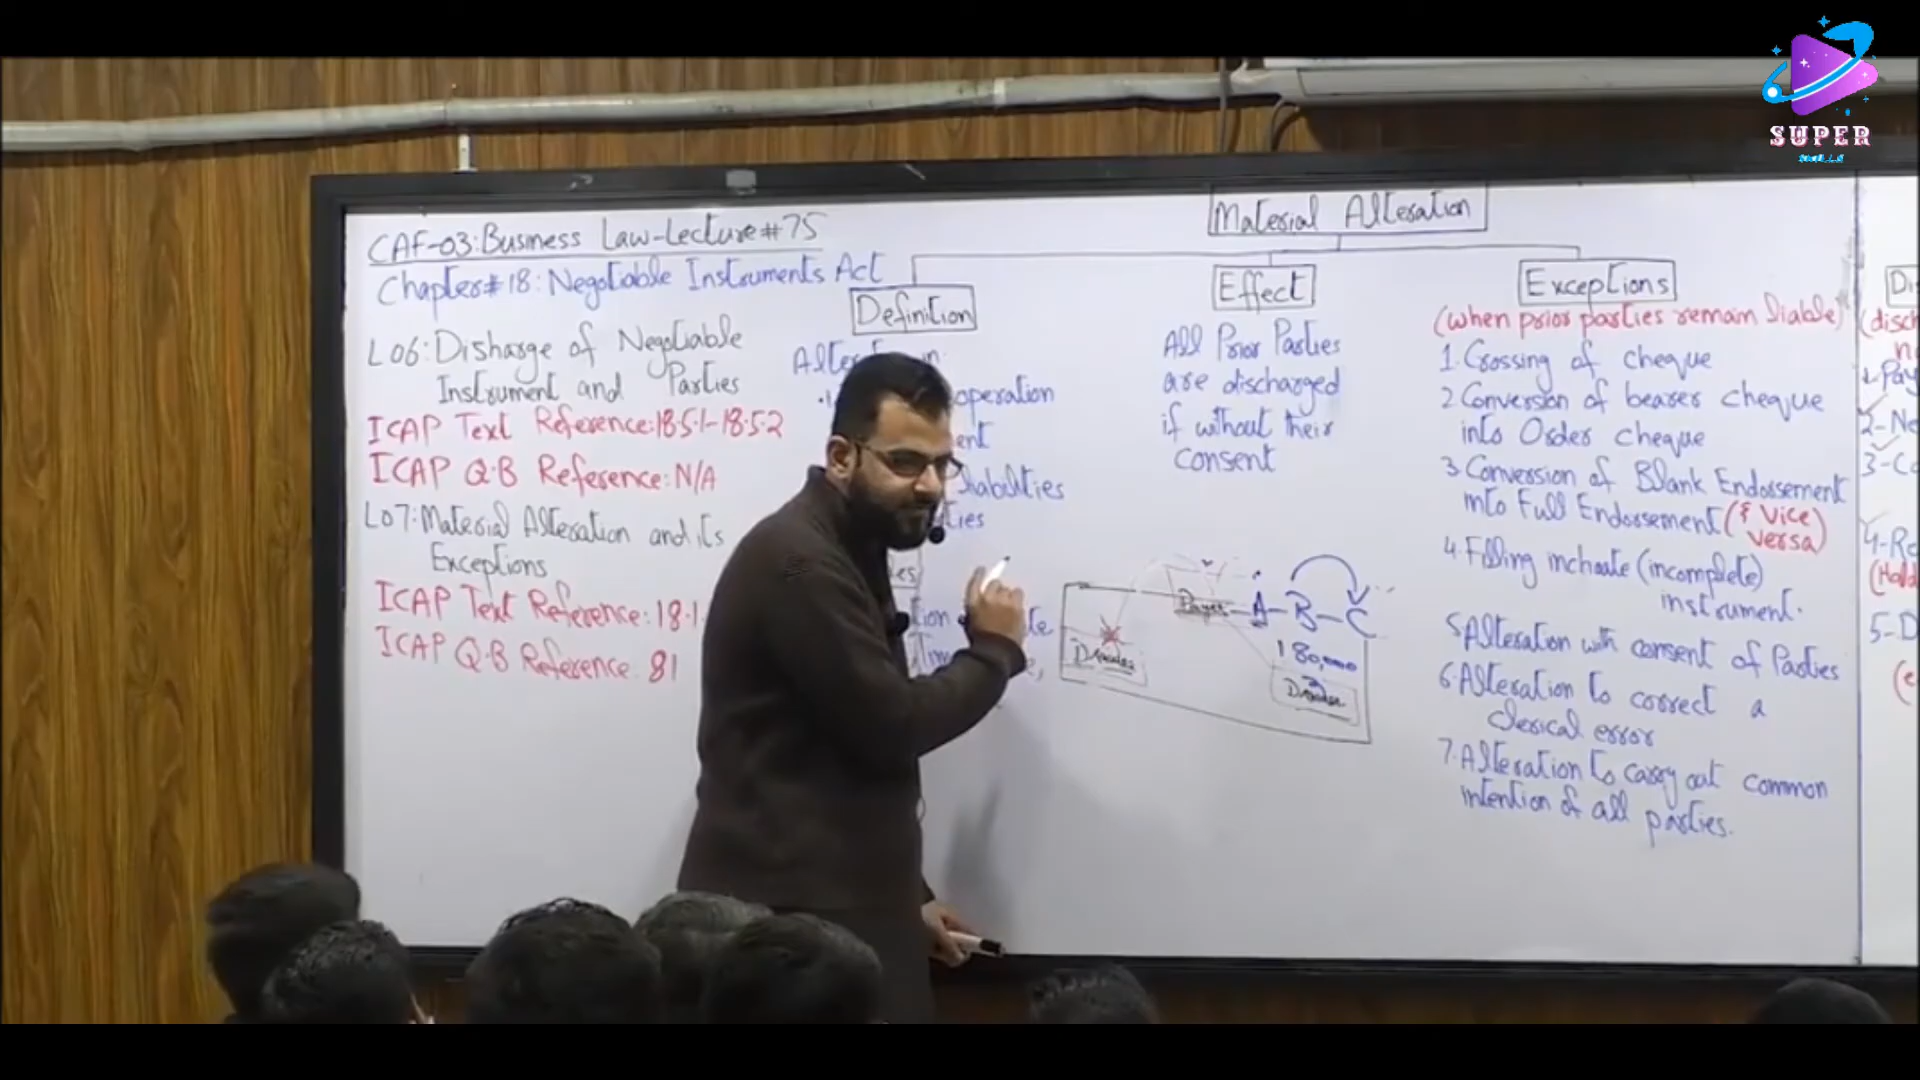 SUPER
CAF-03:Business Law-Lecture#75
Chapter#18: Negotiable Instruments Act
L06: Disharge of Negotiable
Instrument and Parties
ICAP Text Reference:18.5.1-18.5.2
ICAP Q.B Reference: N/A
L07: Material Alteration and its
Exceptions
ICAP Text Reference: 18.1
ICAP Q.B Reference. 81
Material Alteration
Definition
operation
liabilities
Effect
All Prior Parties
are discharged
if without their
consent
Payee-A-B-C
180,000
Drawee
Drawee
Exceptions
(when prior parties remain liable)
1. Crossing of cheque
2 Conversion of bearer cheque
into Order cheque
3. Conversion of Blank Endorsement
into Full Endorsement (& vice
versa)
4. Filling inchoate (incomplete)
instrument.
5 Alteration with consent of Parties
6. Alteration to correct a
clerical error
7. Alteration to carry out common
intention of all parties.